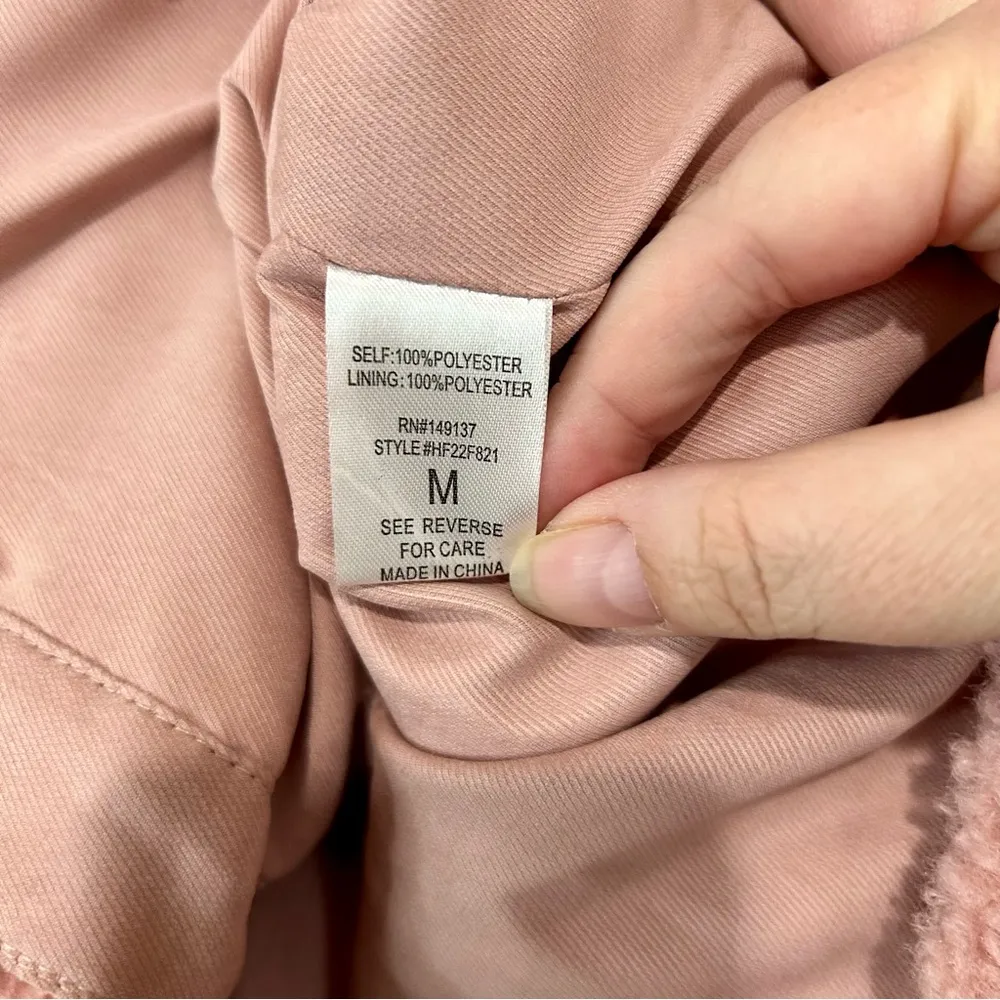 SELF:100%POLYESTER
LINING:100%POLYESTER
RN#149137
STYLE#HF22F821
M
SEE REVERSE
FOR CARE
MADE IN CHINA